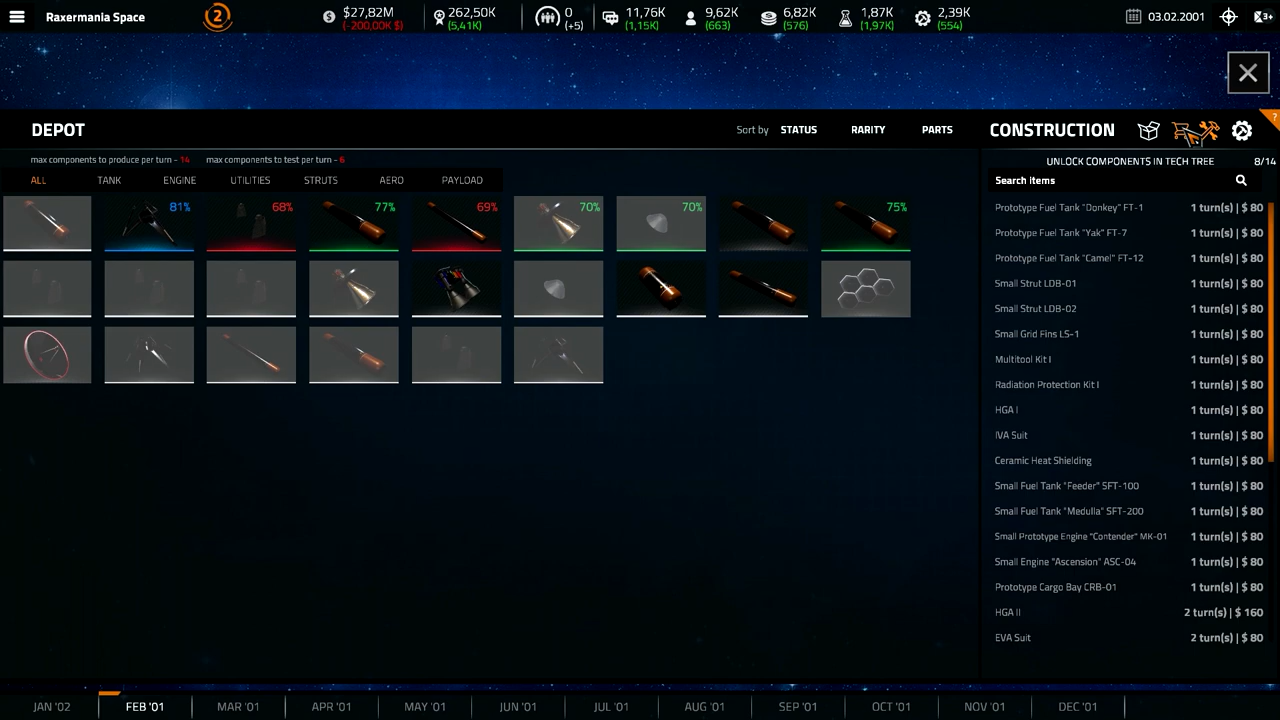 Raxermania Space
2
$27,82M
(-200,00K $)
262,50K
(5,41K)
0
(+5)
11,76K
(1,15K)
9,62K
(663)
6,82K
(576)
1,87K
(1,97K)
2,39K
(554)
03.02.2001
3+
DEPOT
Sort by STATUS RARITY PARTS
CONSTRUCTION
?
max components to produce per turn - 14 max components to test per turn - 6
UNLOCK COMPONENTS IN TECH TREE 8/14
ALL TANK ENGINE UTILITIES STRUTS AERO PAYLOAD
Search items
81% 68% 77% 69% 70% 70% 75%
Prototype Fuel Tank "Donkey" FT-1 1 turn(s) | $ 80
Prototype Fuel Tank "Yak" FT-7 1 turn(s) | $ 80
Prototype Fuel Tank "Camel" FT-12 1 turn(s) | $ 80
Small Strut LDB-01 1 turn(s) | $ 80
Small Strut LDB-02 1 turn(s) | $ 80
Small Grid Fins LS-1 1 turn(s) | $ 80
Multitool Kit I 1 turn(s) | $ 80
Radiation Protection Kit I 1 turn(s) | $ 80
HGA I 1 turn(s) | $ 80
IVA Suit 1 turn(s) | $ 80
Ceramic Heat Shielding 1 turn(s) | $ 80
Small Fuel Tank "Feeder" SFT-100 1 turn(s) | $ 80
Small Fuel Tank "Medulla" SFT-200 1 turn(s) | $ 80
Small Prototype Engine "Contender" MK-01 1 turn(s) | $ 80
Small Engine "Ascension" ASC-04 1 turn(s) | $ 80
Prototype Cargo Bay CRB-01 1 turn(s) | $ 80
HGA II 2 turn(s) | $ 160
EVA Suit 2 turn(s) | $ 80
JAN '02 FEB '01 MAR '01 APR '01 MAY '01 JUN '01 JUL '01 AUG '01 SEP '01 OCT '01 NOV '01 DEC '01